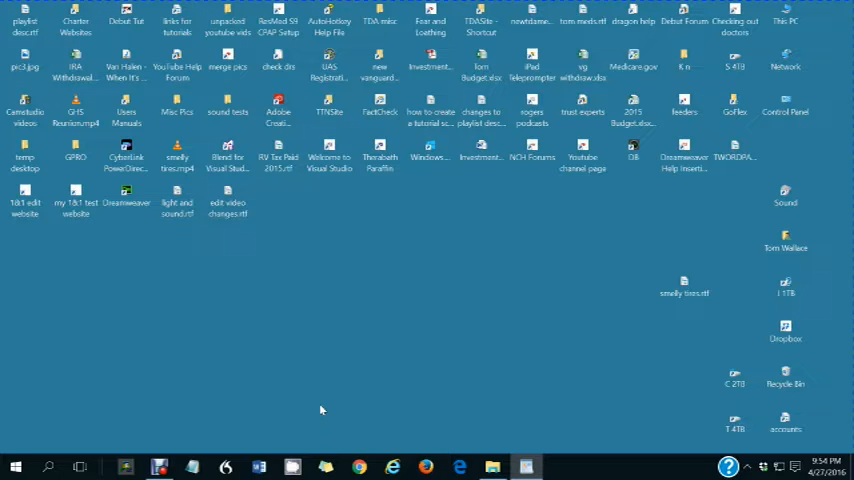 playlist desc.rtf
Charter Websites
Debut Tut
links for tutorials
unpacked youtube vids
ResMed S9 CPAP Setup
AutoHotkey Help File
TDA misc
Fear and Loathing
TDASite - Shortcut
newtdame...
tom meds.rtf
dragon help
Debut Forum
Checking-out doctors
This PC
pic3.jpg
IRA Withdrawal...
Van Halen - When It's ...
YouTube Help Forum
merge pics
check drs
UAS Registrati...
new vanguard...
Investment...
Tom Budget.xlsx
iPad Teleprompter
vg withdraw.xlsx
Medicare.gov
K n
S 4TB
Network
Camstudio videos
GHS Reunion.mp4
Users Manuals
Misc Pics
sound tests
Adobe Creati...
TTNSite
FactCheck
how to create a tutorial sc...
changes to playlist desc...
rogers podcasts
trust experts
2015 Budget.xlsx...
feeders
GoFlex
Control Panel
temp desktop
GPRO
CyberLink PowerDirec...
smelly tires.mp4
Blend for Visual Stud...
RV Tax Paid 2015.rtf
Welcome to Visual Studio
Therabath Paraffin
Windows...
Investment...
NCH Forums
Youtube channel page
OB
Dreamweaver Help Inserti...
TWORDPA...
1&1 edit website
my 1&1 test website
Dreamweaver
light and sound.rtf
edit video changes.rtf
Sound
Tom Wallace
smelly tires.rtf
I 1TB
Dropbox
C 2TB
Recycle Bin
T 4TB
accounts
9:54 PM
4/27/2016